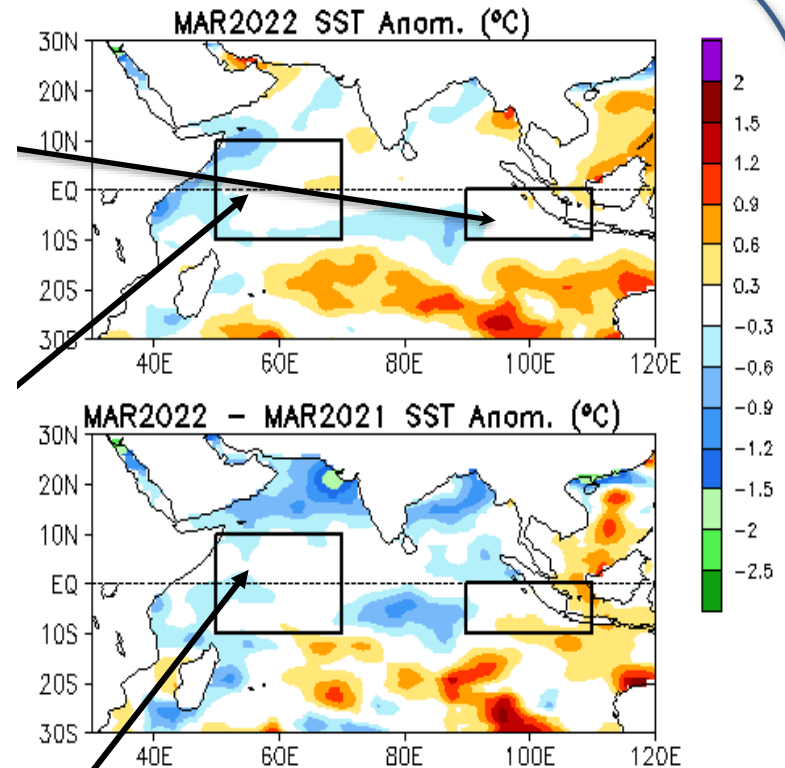 MAR2022 SST Anom. (ºC)
30N
20N
10N
EQ
10S
20S
30S
40E 60E 80E 100E 120E
2
1.5
1.2
0.9
0.6
0.3
-0.3
-0.6
-0.9
-1.2
-1.5
-2
-2.5
MAR2022 – MAR2021 SST Anom. (ºC)
30N
20N
10N
EQ
10S
20S
30S
40E 60E 80E 100E 120E